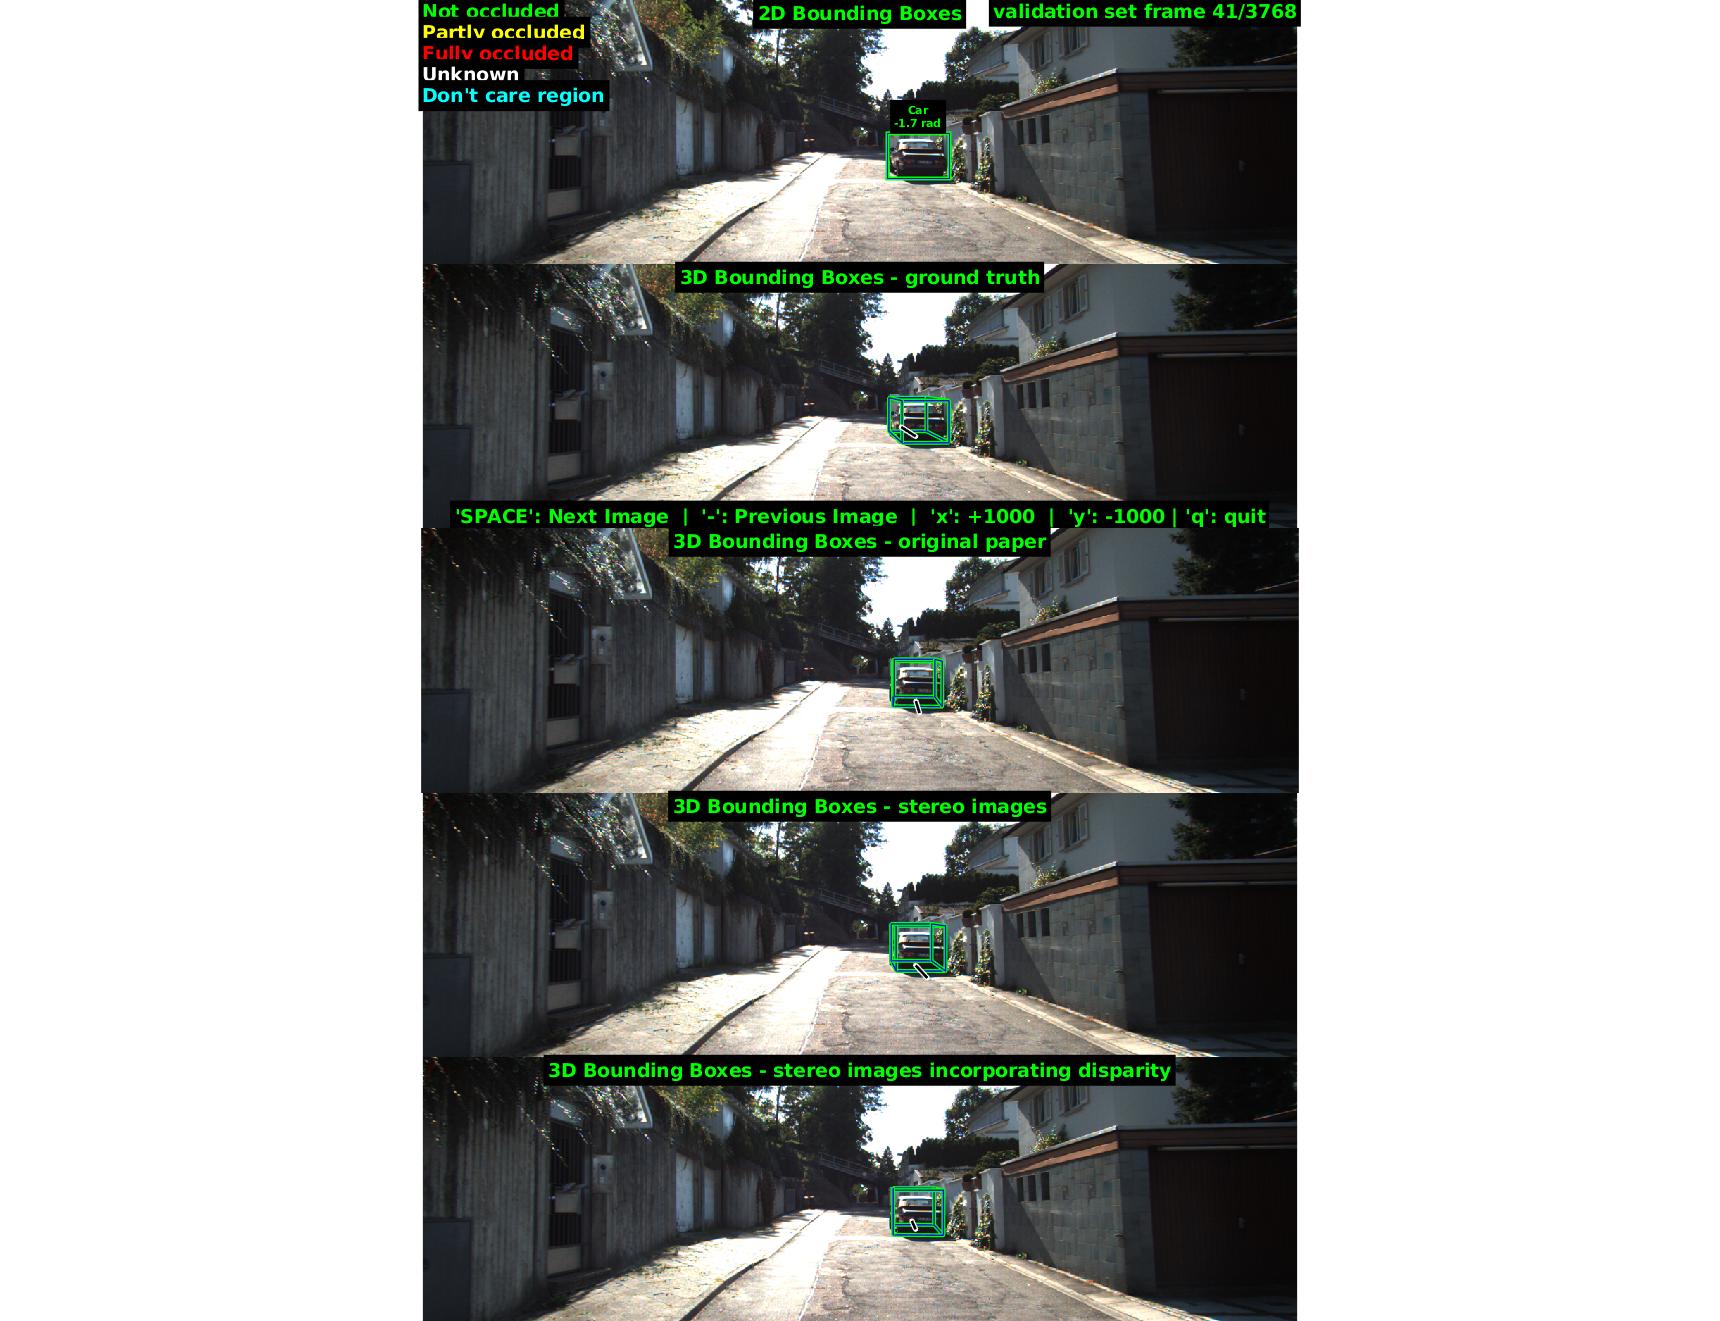 Not occluded
Partly occluded
Fully occluded
Unknown
Don't care region
2D Bounding Boxes
validation set frame 41/3768
Car
-1.7 rad
3D Bounding Boxes - ground truth
'SPACE': Next Image | '-': Previous Image | 'x': +1000 | 'y': -1000 | 'q': quit
3D Bounding Boxes - original paper
3D Bounding Boxes - stereo images
3D Bounding Boxes - stereo images incorporating disparity